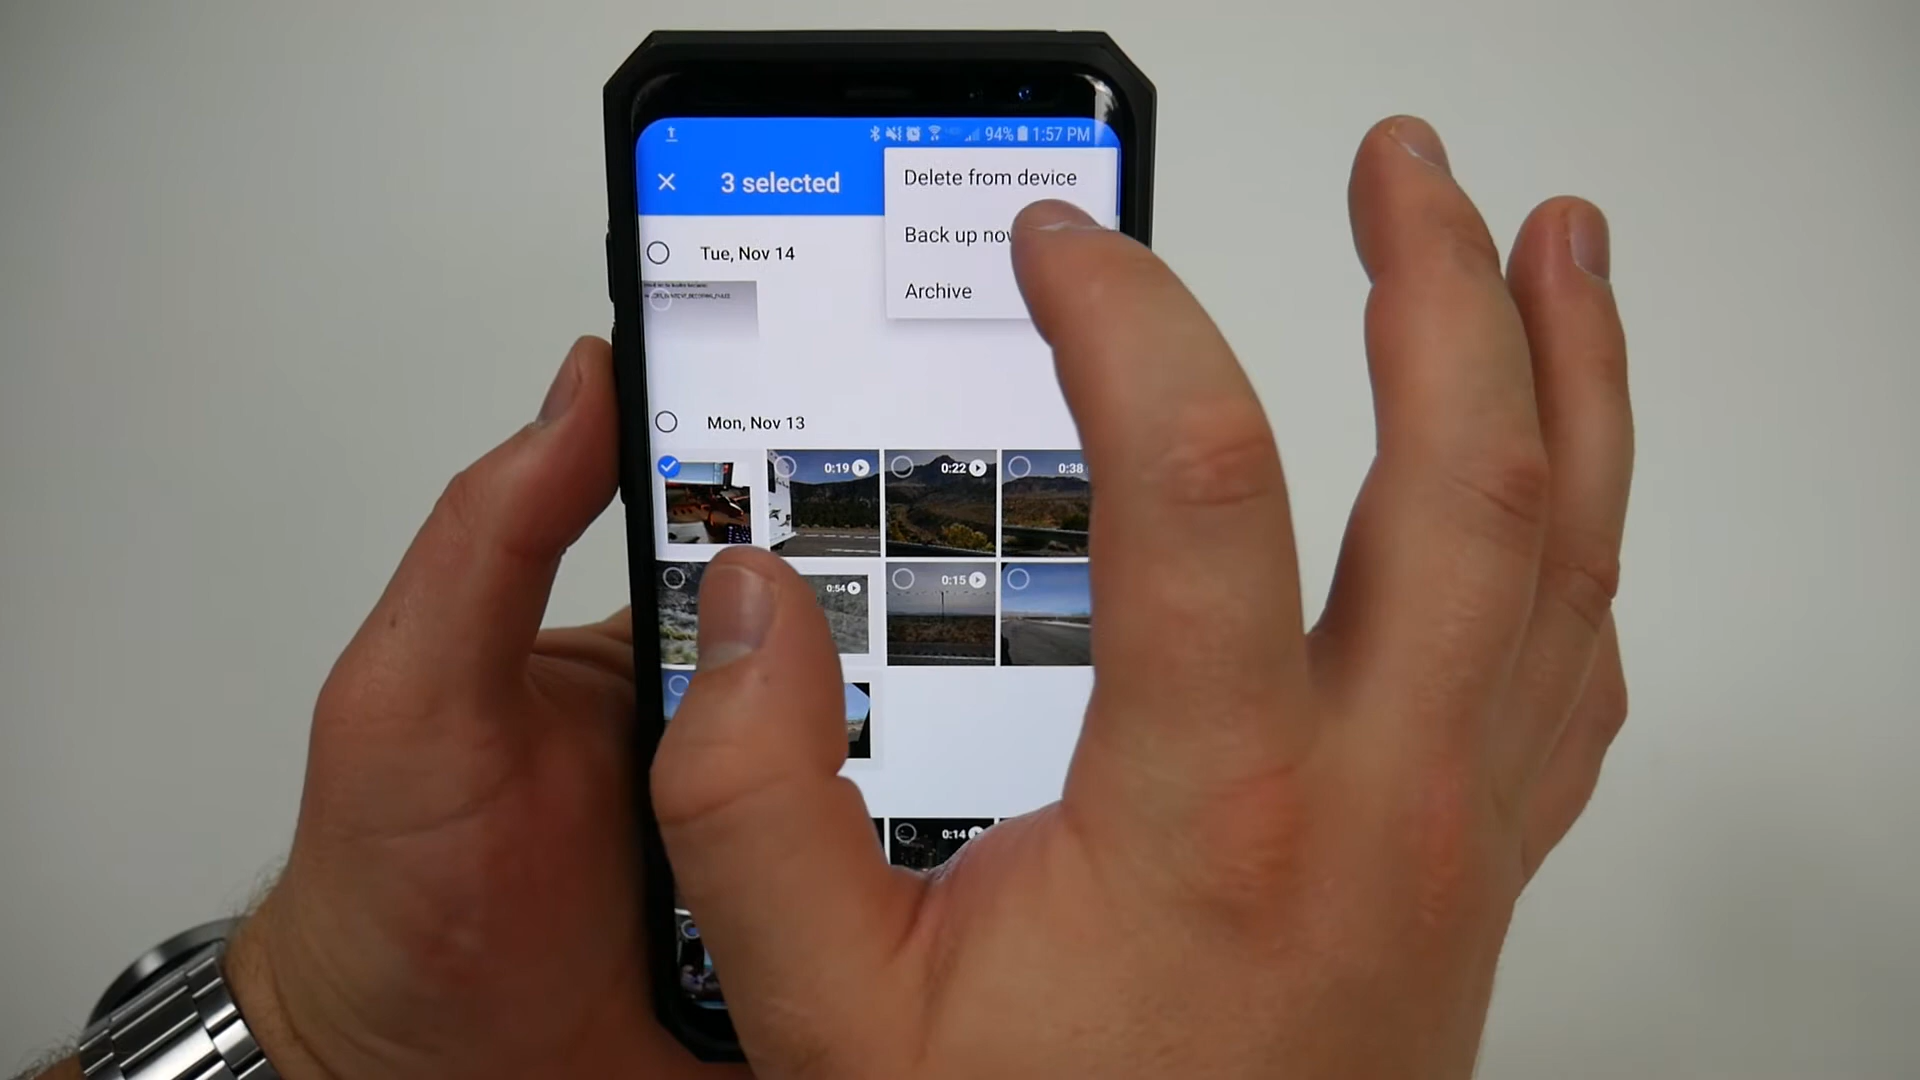 94% 1:57 PM
3 selected
Delete from device
Back up now
Archive
Tue, Nov 14
Mon, Nov 13
0:19
0:22
0:38
0:54
0:15
0:14